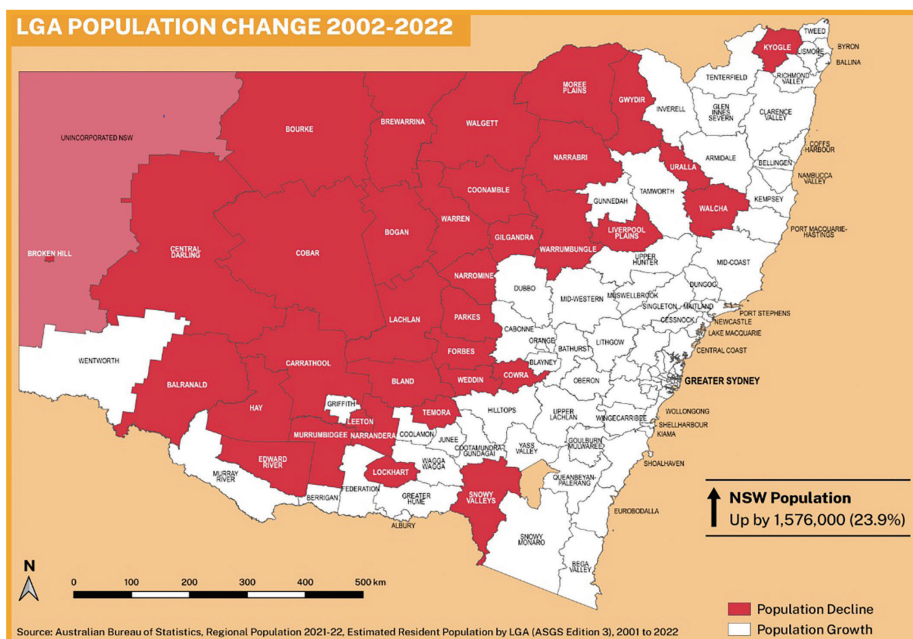 LGA POPULATION CHANGE 2002-2022
TWEED
KYOGLE
LISMORE
BYRON
BALLINA
RICHMOND
VALLEY
TENTERFIELD
MOREE
PLAINS
GWYDIR
INVERELL
GLEN
INNES
SEVERN
CLARENCE
VALLEY
UNINCORPORATED NSW
BOURKE
BREWARRINA
WALGETT
COFFS
HARBOUR
NARRABRI
URALLA
ARMIDALE
BELLINGEN
NAMBUCCA
VALLEY
COONAMBLE
GUNNEDAH
TAMWORTH
WALCHA
KEMPSEY
PORT MACQUARIE-
HASTINGS
BROKEN HILL
CENTRAL
DARLING
COBAR
BOGAN
WARREN
GILGANDRA
WARRUMBUNGLE
LIVERPOOL
PLAINS
UPPER
HUNTER
MID-COAST
NARROMINE
DUBBO
MID-WESTERN
MUSWELLBROOK
SINGLETON
DUNGOG
MAITLAND
PORT STEPHENS
CESSNOCK
NEWCASTLE
LAKE MACQUARIE
CENTRAL COAST
LACHLAN
PARKES
CABONNE
ORANGE
BATHURST
LITHGOW
WENTWORTH
CARRATHOOL
FORBES
BLAYNEY
BALRANALD
BLAND
WEDDIN
COWRA
OBERON
GREATER SYDNEY
HAY
GRIFFITH
LEETON
TEMORA
HILLTOPS
UPPER
LACHLAN
WINGECARRIBEE
WOLLONGONG
SHELLHARBOUR
KIAMA
MURRUMBIDGEE
NARRANDERA
COOLAMON
JUNEE
COOTAMUNDRA-
GUNDAGAI
YASS
VALLEY
GOULBURN
MULWAREE
SHOALHAVEN
MURRAY
RIVER
EDWARD
RIVER
LOCKHART
WAGGA
WAGGA
QUEANBEYAN-
PALERANG
BERRIGAN
FEDERATION
GREATER
HUME
ALBURY
SNOWY
VALLEYS
EUROBODALLA
SNOWY
MONARO
BEGA
VALLEY
NSW Population
Up by 1,576,000 (23.9%)
N
0 100 200 300 400 500 km
Population Decline
Population Growth
Source: Australian Bureau of Statistics, Regional Population 2021-22, Estimated Resident Population by LGA (ASGS Edition 3), 2001 to 2022